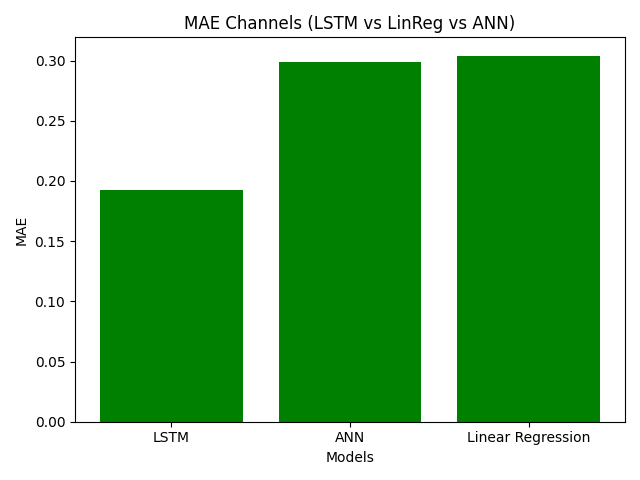 MAE Channels (LSTM vs LinReg vs ANN)
0.30
0.25
0.20
0.15
0.10
0.05
0.00
MAE
LSTM
ANN
Linear Regression
Models